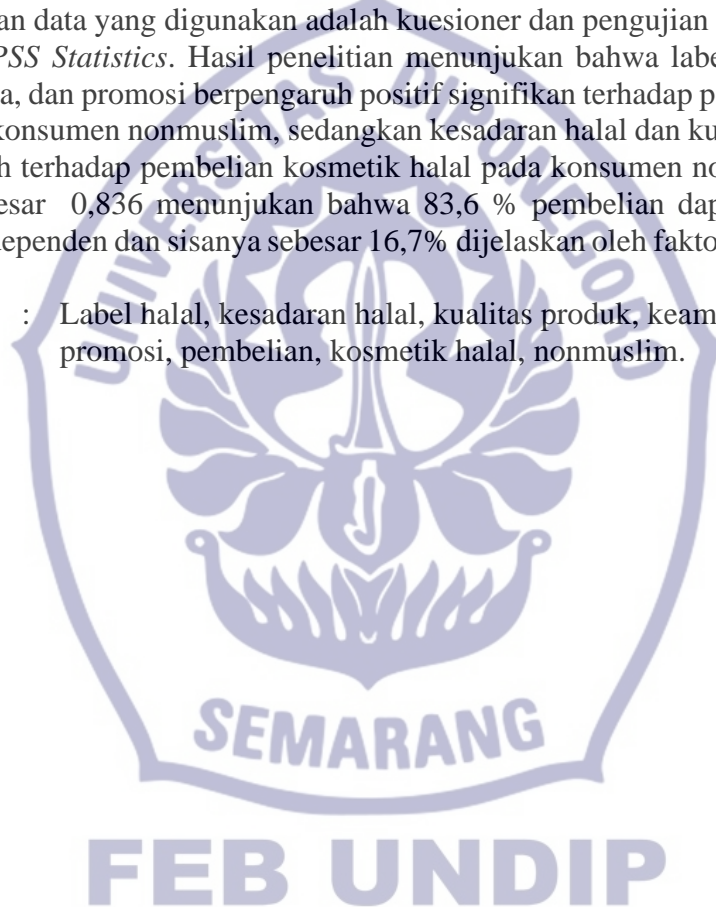 an data yang digunakan adalah kuesioner dan pengujian
PSS Statistics. Hasil penelitian menunjukan bahwa labe
a, dan promosi berpengaruh positif signifikan terhadap p
konsumen nonmuslim, sedangkan kesadaran halal dan ku
h terhadap pembelian kosmetik halal pada konsumen no
esar 0,836 menunjukan bahwa 83,6 % pembelian dap
dependen dan sisanya sebesar 16,7% dijelaskan oleh fakto
: Label halal, kesadaran halal, kualitas produk, keam
promosi, pembelian, kosmetik halal, nonmuslim.
UNIVERSITAS DIPONEGORO
SEMARANG
FEB UNDIP